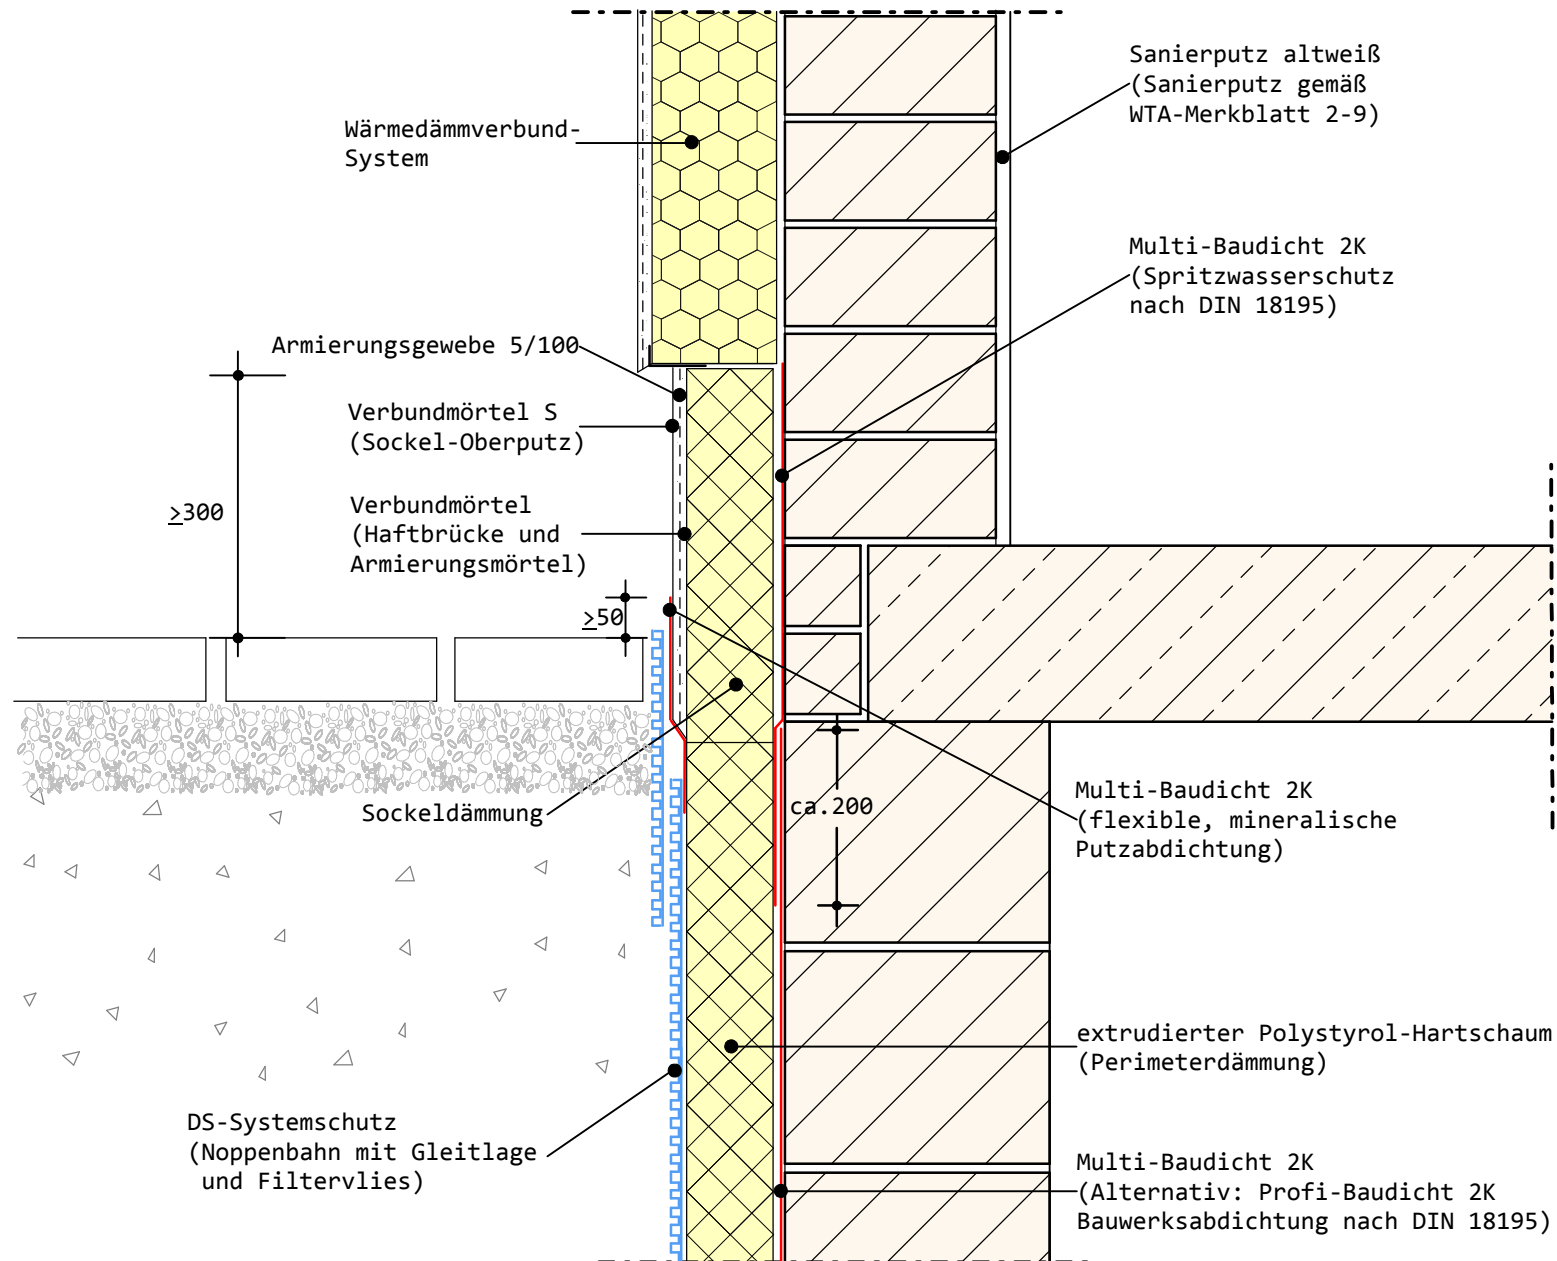 Sanierputz altweiß
(Sanierputz gemäß
WTA-Merkblatt 2-9)
Wärmedämmverbund-
System
Multi-Baudicht 2K
(Spritzwasserschutz
nach DIN 18195)
Armierungsgewebe 5/100
Verbundmörtel S
(Sockel-Oberputz)
≥300
Verbundmörtel
(Haftbrücke und
Armierungsmörtel)
≥50
Sockeldämmung
ca.200
Multi-Baudicht 2K
(flexible, mineralische
Putzabdichtung)
extrudierter Polystyrol-Hartschaum
(Perimeterdämmung)
DS-Systemschutz
(Noppenbahn mit Gleitlage
und Filtervlies)
Multi-Baudicht 2K
(Alternativ: Profi-Baudicht 2K
Bauwerksabdichtung nach DIN 18195)